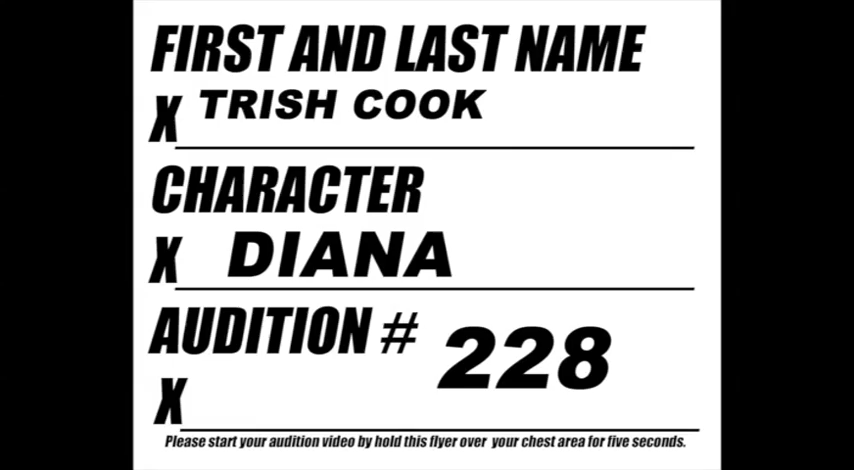 FIRST AND LAST NAME
X TRISH COOK
CHARACTER
X DIANA
AUDITION # 228
X
Please start your audition video by hold this flyer over your chest area for five seconds.